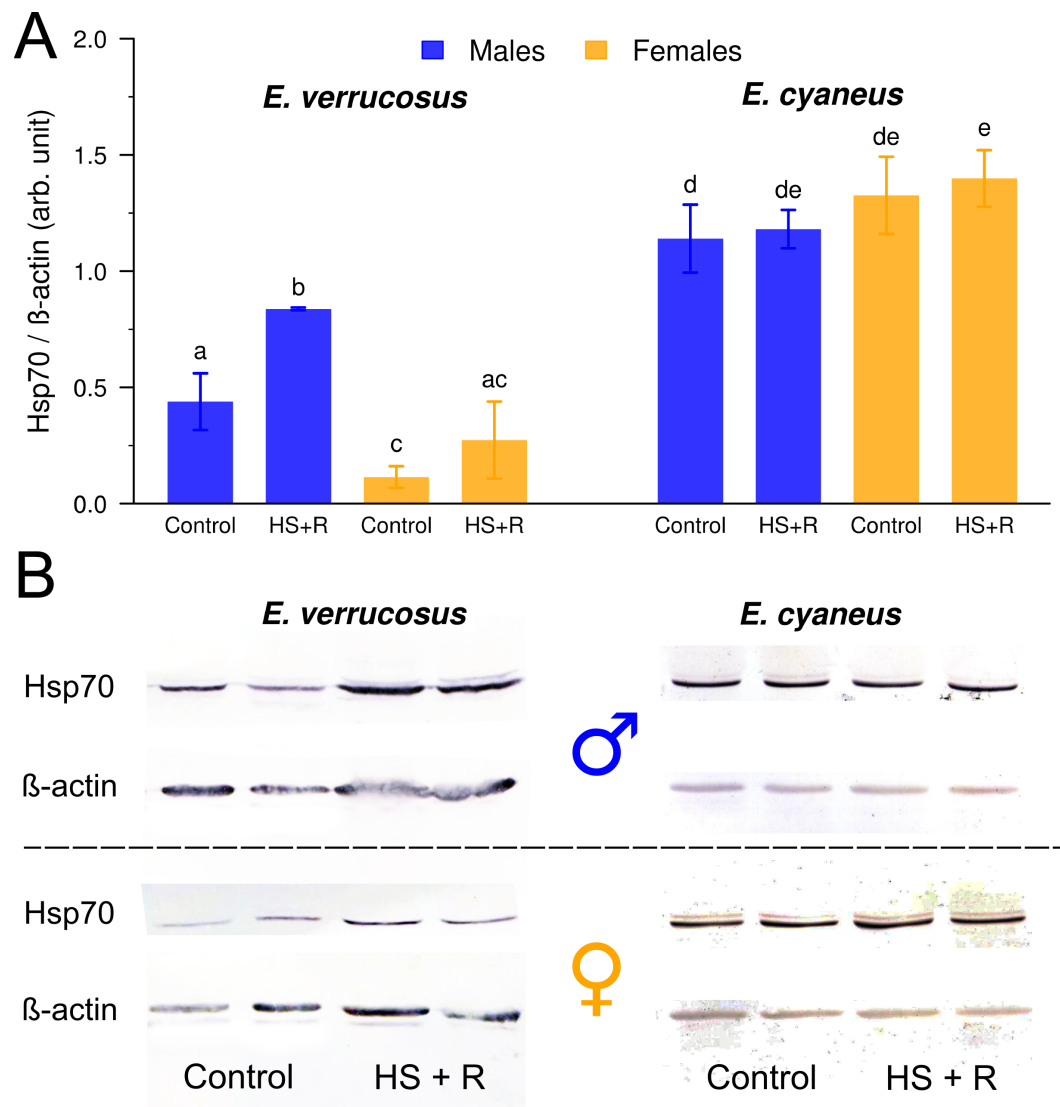 A
2.0
1.5
1.0
0.5
0.0
Hsp70 / ß-actin (arb. unit)
Males Females
E. verrucosus E. cyaneus
a b c ac d de de e
Control HS+R Control HS+R Control HS+R Control HS+R
B
E. verrucosus E. cyaneus
Hsp70
ß-actin
Hsp70
ß-actin
Control HS + R Control HS + R